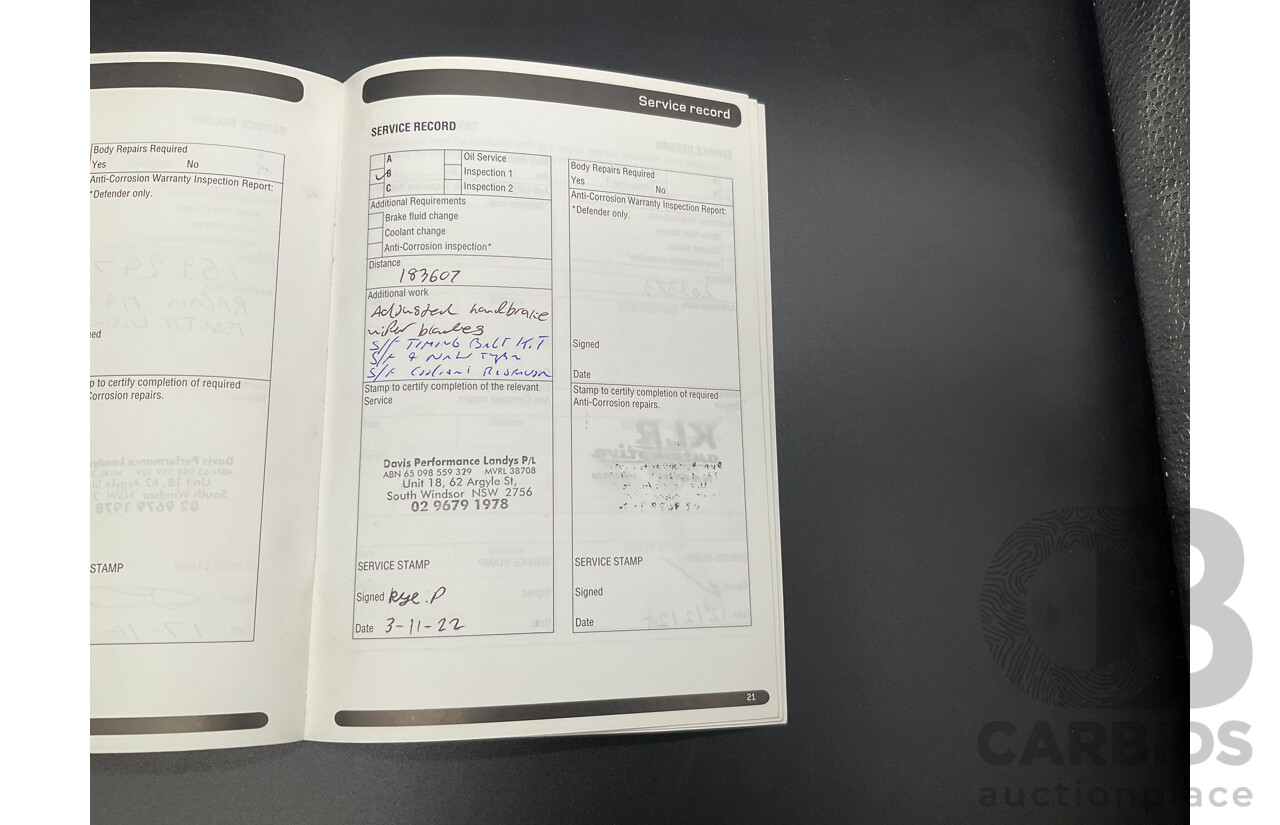 Service record
SERVICE RECORD
Body Repairs Required
Yes No
Anti-Corrosion Warranty Inspection Report:
*Defender only.
ed
p to certify completion of required
Corrosion repairs.
STAMP
A Oil Service
B Inspection 1
C Inspection 2
Additional Requirements
Brake fluid change
Coolant change
Anti-Corrosion inspection*
Distance
183607
Additional work
Adjusted handbrake
wiper blades
S/F TIMING BELT KIT
S/F 4 NEW
S/F Coolant
Stamp to certify completion of the relevant
Service
Davis Performance Landys P/L
ABN 65 098 559 329 MVRL 38708
Unit 18, 62 Argyle St,
South Windsor NSW 2756
02 9679 1978
SERVICE STAMP
Signed Rye.P
Date 3-11-22
Body Repairs Required
Yes No
Anti-Corrosion Warranty Inspection Report:
*Defender only.
Signed
Date
Stamp to certify completion of required
Anti-Corrosion repairs.
SERVICE STAMP
Signed
Date
21
CB
CARBIDS
auctionplace